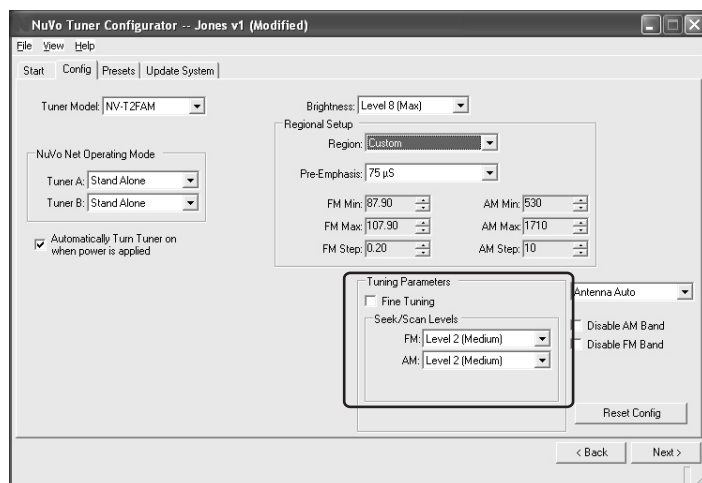 NuVo Tuner Configurator -- Jones v1 (Modified)
File View Help
Start Config Presets Update System
Tuner Model: NV-T2FAM
Brightness: Level 8 (Max)
Regional Setup
Region: Custom
Pre-Emphasis: 75 µS
NuVo Net Operating Mode
Tuner A: Stand Alone
Tuner B: Stand Alone
FM Min: 87.90 AM Min: 530
FM Max: 107.90 AM Max: 1710
FM Step: 0.20 AM Step: 10
Automatically Turn Tuner on
when power is applied
Tuning Parameters
Fine Tuning
Seek/Scan Levels
FM: Level 2 (Medium)
AM: Level 2 (Medium)
Antenna Auto
Disable AM Band
Disable FM Band
Reset Config
< Back Next >